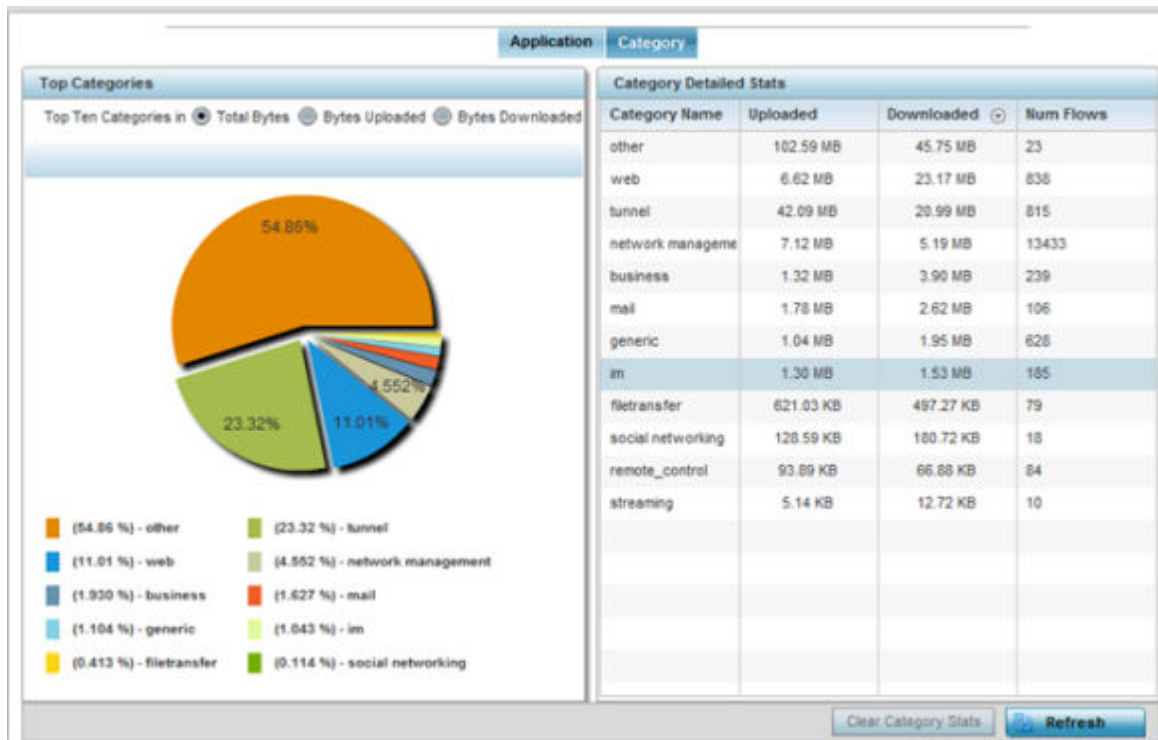 Application Category
Top Categories
Top Ten Categories in Total Bytes Bytes Uploaded Bytes Downloaded
54.86%
4.552%
23.32%
11.01%
(54.86 %) - other
(23.32 %) - tunnel
(11.01 %) - web
(4.552 %) - network management
(1.930 %) - business
(1.627 %) - mail
(1.104 %) - generic
(1.043 %) - im
(0.413 %) - filetransfer
(0.114 %) - social networking
Category Detailed Stats
Category Name Uploaded Downloaded Num Flows
other 102.59 MB 45.75 MB 23
web 6.62 MB 23.17 MB 838
tunnel 42.09 MB 20.99 MB 815
network manageme 7.12 MB 5.19 MB 13433
business 1.32 MB 3.90 MB 239
mail 1.78 MB 2.62 MB 106
generic 1.04 MB 1.95 MB 628
im 1.30 MB 1.53 MB 185
filetransfer 621.03 KB 497.27 KB 79
social networking 128.59 KB 180.72 KB 18
remote_control 93.89 KB 66.88 KB 84
streaming 5.14 KB 12.72 KB 10
Clear Category Stats Refresh